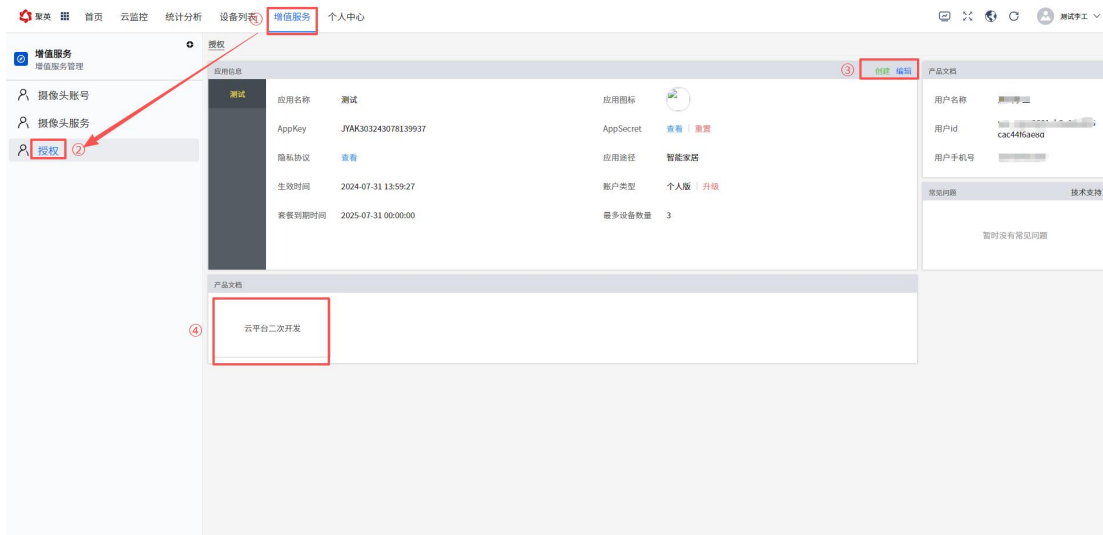 聚英 首页 云监控 统计分析 设备列表 ① 增值服务 个人中心 测试李工
增值服务
增值服务管理
摄像头账号
摄像头服务
授权 ②
授权
应用信息 ③ 创建 编辑
测试
应用名称 测试 应用图标
AppKey JYAK303243078139937 AppSecret 查看 重置
隐私协议 查看 应用途径 智能家居
生效时间 2024-07-31 13:59:27 账户类型 个人版 升级
套餐到期时间 2025-07-31 00:00:00 最多设备数量 3
产品文档
④ 云平台二次开发
产品文档
用户名称
用户id
cac44f6ae8d
用户手机号
常见问题 技术支持
暂时没有常见问题